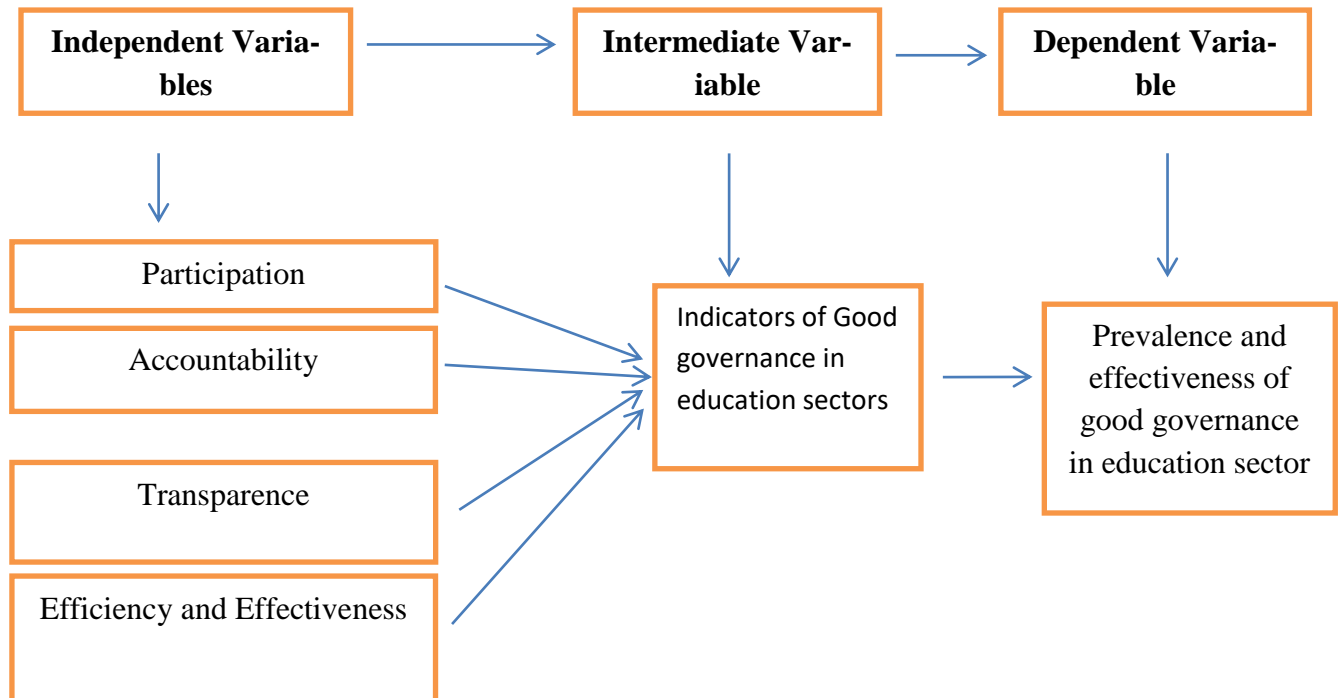 Independent Varia-
bles
Intermediate Var-
iable
Dependent Varia-
ble
Participation
Accountability
Transparence
Efficiency and Effectiveness
Indicators of Good
governance in
education sectors
Prevalence and
effectiveness of
good governance
in education sector